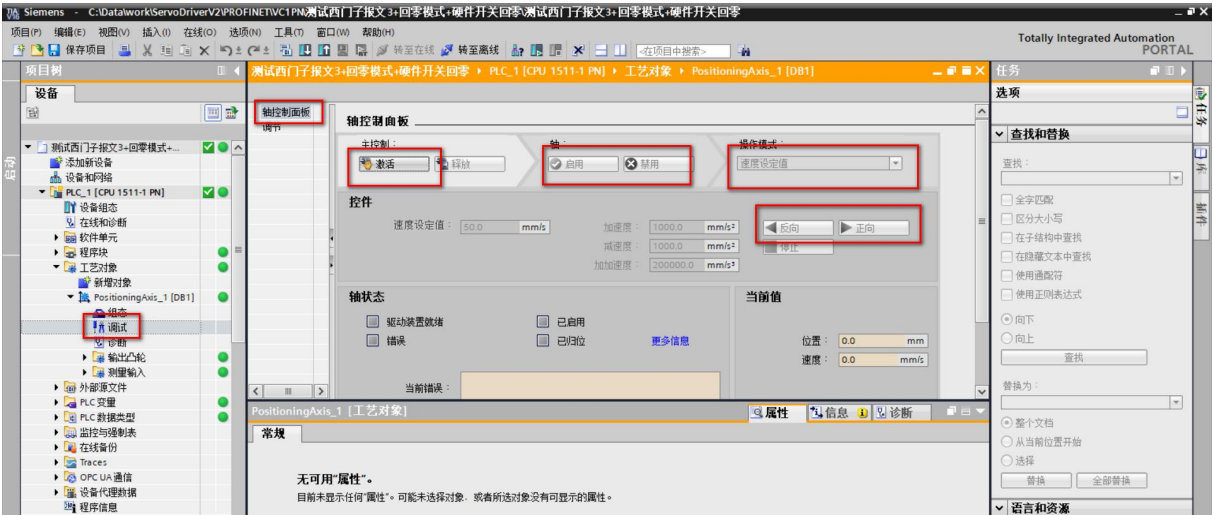 Siemens - C:\Data\work\ServoDriverV2\PROFINET\VC1PN\测试西门子报文3+回零模式+硬件开关回零\测试西门子报文3+回零模式+硬件开关回零
项目(P) 编辑(E) 视图(V) 插入(I) 在线(O) 选项(N) 工具(T) 窗口(W) 帮助(H)
Totally Integrated Automation
PORTAL
保存项目 转至在线 转至离线 <在项目中搜索>
项目树
设备
测试西门子报文3+回零模式+...
添加新设备
设备和网络
PLC_1 [CPU 1511-1 PN]
设备组态
在线和诊断
软件单元
程序块
工艺对象
新增对象
PositioningAxis_1 [DB1]
组态
调试
诊断
输出凸轮
测量输入
外部源文件
PLC 变量
PLC 数据类型
监控与强制表
在线备份
Traces
OPC UA 通信
设备代理数据
程序信息
启动
测试西门子报文3+回零模式+硬件开关回零 PLC_1 [CPU 1511-1 PN] 工艺对象 PositioningAxis_1 [DB1]
轴控制面板
调节
轴控制面板
主控制: 轴: 操作模式:
激活 释放 启用 禁用 速度设定值
控件
速度设定值: 50.0 mm/s 加速度: 1000.0 mm/s² 反向 正向
减速度: 1000.0 mm/s² 停止
加加速度: 200000.0 mm/s³
轴状态 当前值
驱动装置就绪 已启用
错误 已归位 更多信息 位置: 0.0 mm
速度: 0.0 mm/s
当前错误:
PositioningAxis_1 [工艺对象] 属性 信息 诊断
常规
无可用“属性”。
目前未显示任何“属性”。可能未选择对象，或者所选对象没有可显示的属性。
任务
选项
查找和替换
查找:
全字匹配
区分大小写
在子结构中查找
在隐藏文本中查找
使用通配符
使用正则表达式
向下
向上
查找
替换为:
整个文档
从当前位置开始
选择
替换 全部替换
语言和资源
任务
库